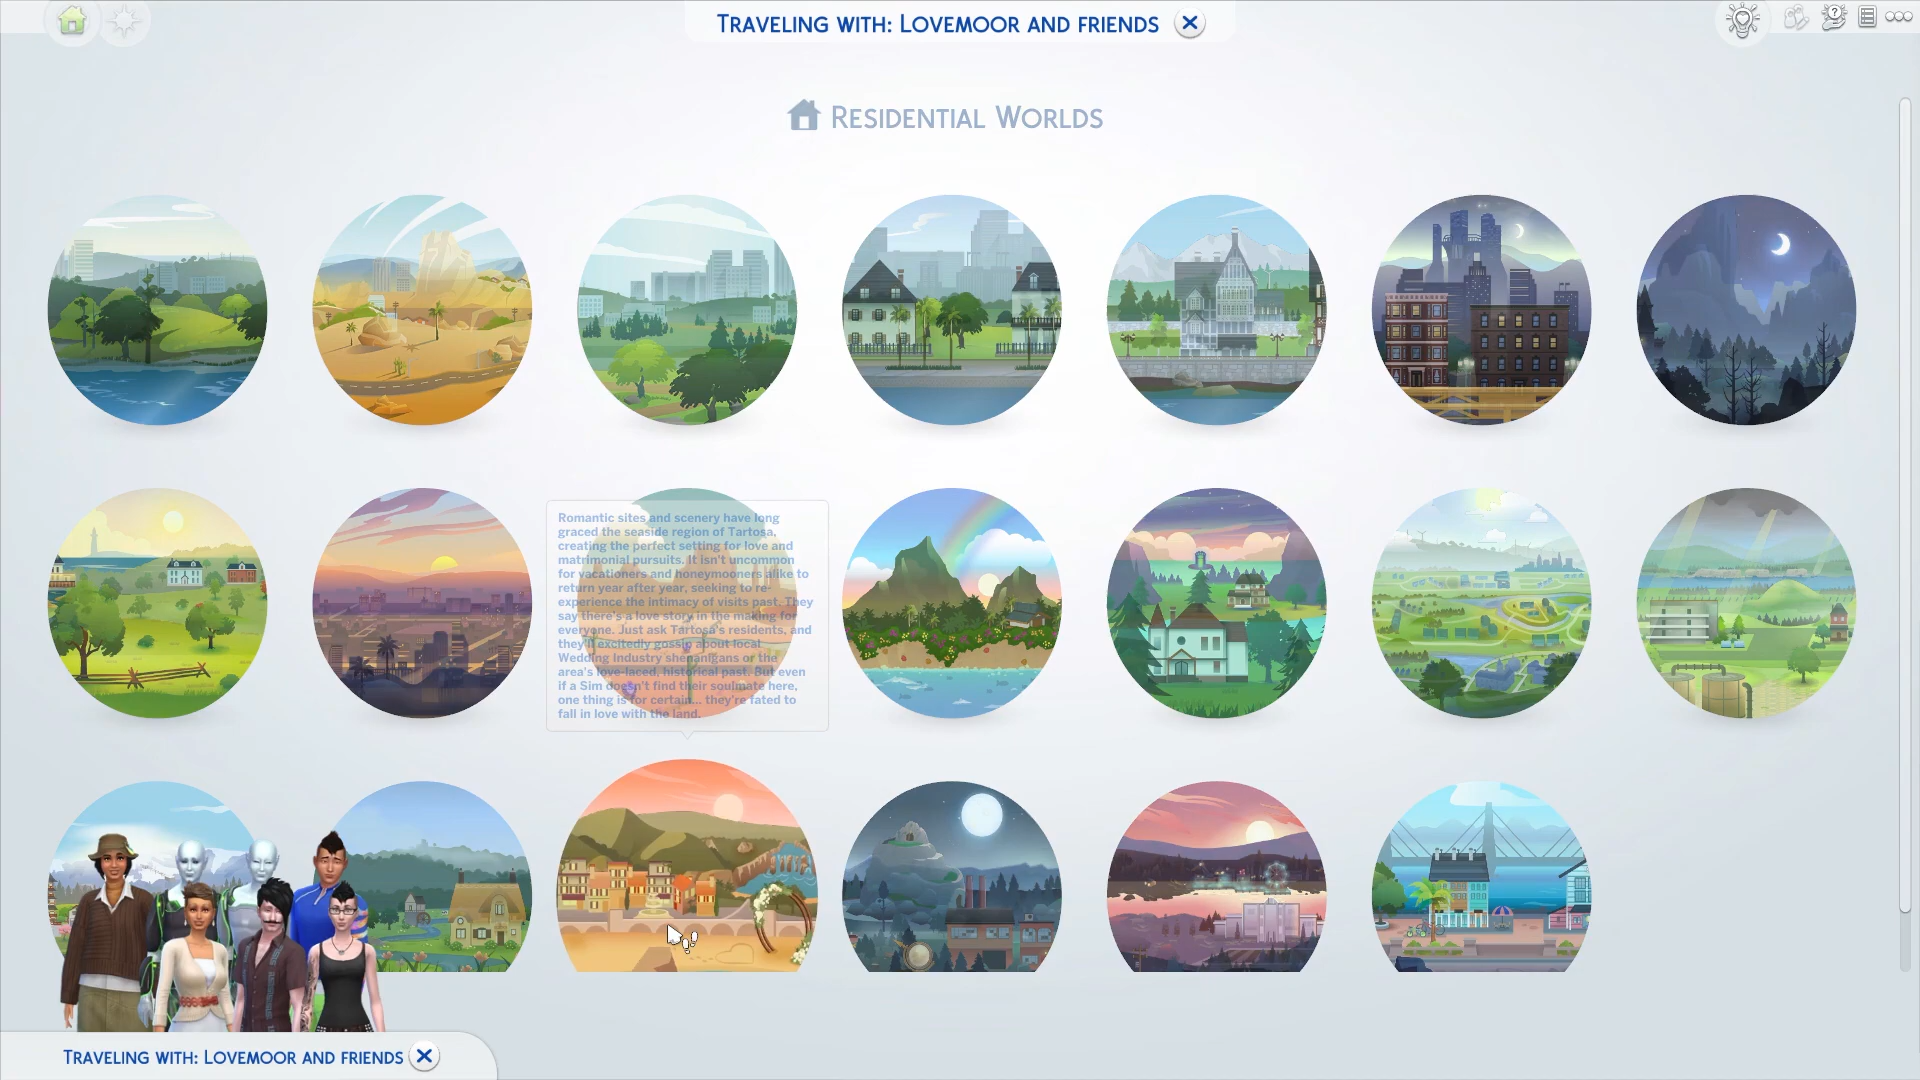 Traveling with: Lovemoor and friends
Residential Worlds
Romantic sites and scenery have long
graced the seaside region of Tartosa,
creating the perfect setting for love and
matrimonial pursuits. It isn't uncommon
for vacationers and honeymooners alike to
return year after year, seeking to re-
experience the intimacy of visits past. They
say there's a love story in the making for
everyone. Just ask Tartosa's residents, and
they'll excitedly gossip about local
Wedding Industry shenanigans or the
area's love-laced, historical past. But even
if a Sim doesn't find their soulmate here,
one thing is for certain... they're fated to
fall in love with the land.
Traveling with: Lovemoor and friends